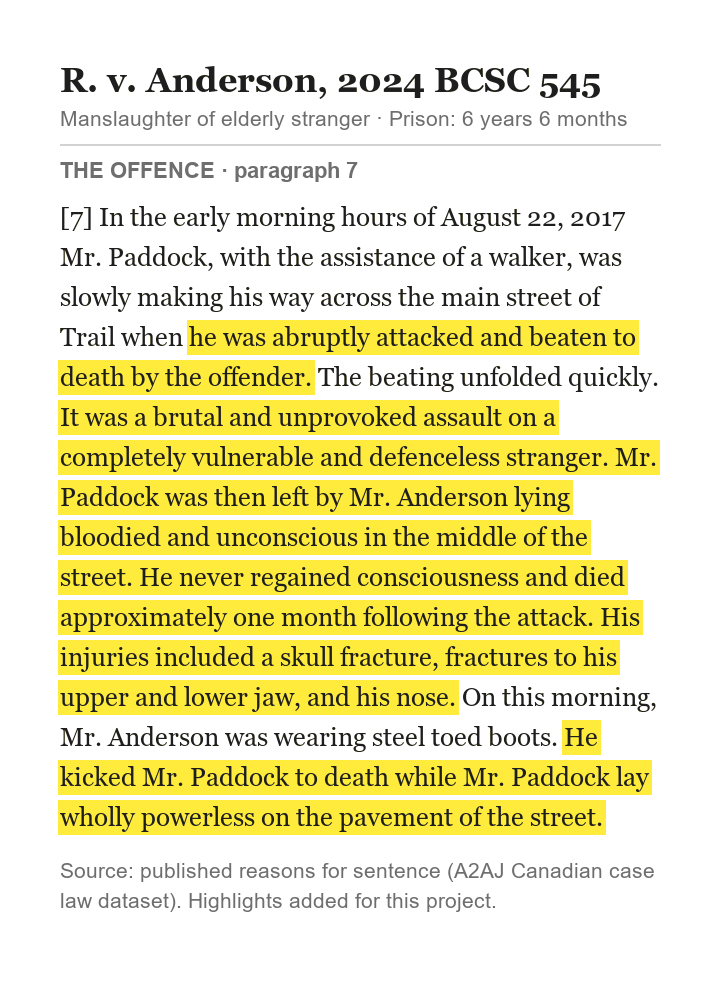 R. v. Anderson, 2024 BCSC 545
Manslaughter of elderly stranger · Prison: 6 years 6 months
THE OFFENCE · paragraph 7
[7] In the early morning hours of August 22, 2017
Mr. Paddock, with the assistance of a walker, was
slowly making his way across the main street of
Trail when he was abruptly attacked and beaten to
death by the offender. The beating unfolded quickly.
It was a brutal and unprovoked assault on a
completely vulnerable and defenceless stranger. Mr.
Paddock was then left by Mr. Anderson lying
bloodied and unconscious in the middle of the
street. He never regained consciousness and died
approximately one month following the attack. His
injuries included a skull fracture, fractures to his
upper and lower jaw, and his nose. On this morning,
Mr. Anderson was wearing steel toed boots. He
kicked Mr. Paddock to death while Mr. Paddock lay
wholly powerless on the pavement of the street.
Source: published reasons for sentence (A2AJ Canadian case
law dataset). Highlights added for this project.